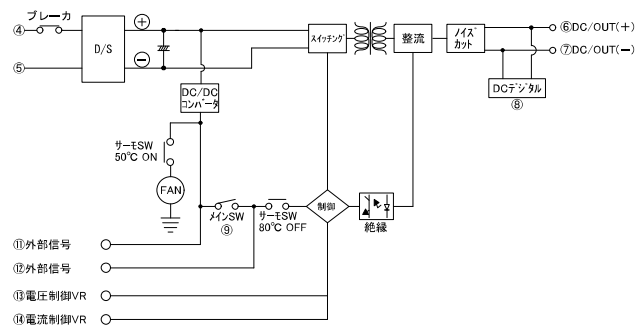 ブレーカ
④
⑤
D/S
+
−
スイッチング
整流
ノイズ
カット
⑥DC/OUT(+)
⑦DC/OUT(−)
DCデジタル
⑧
DC/DC
コンバータ
サーモSW
50℃ ON
FAN
メインSW
⑨
サーモSW
80℃ OFF
制御
絶縁
⑪外部信号
⑫外部信号
⑬電圧制御VR
⑭電流制御VR